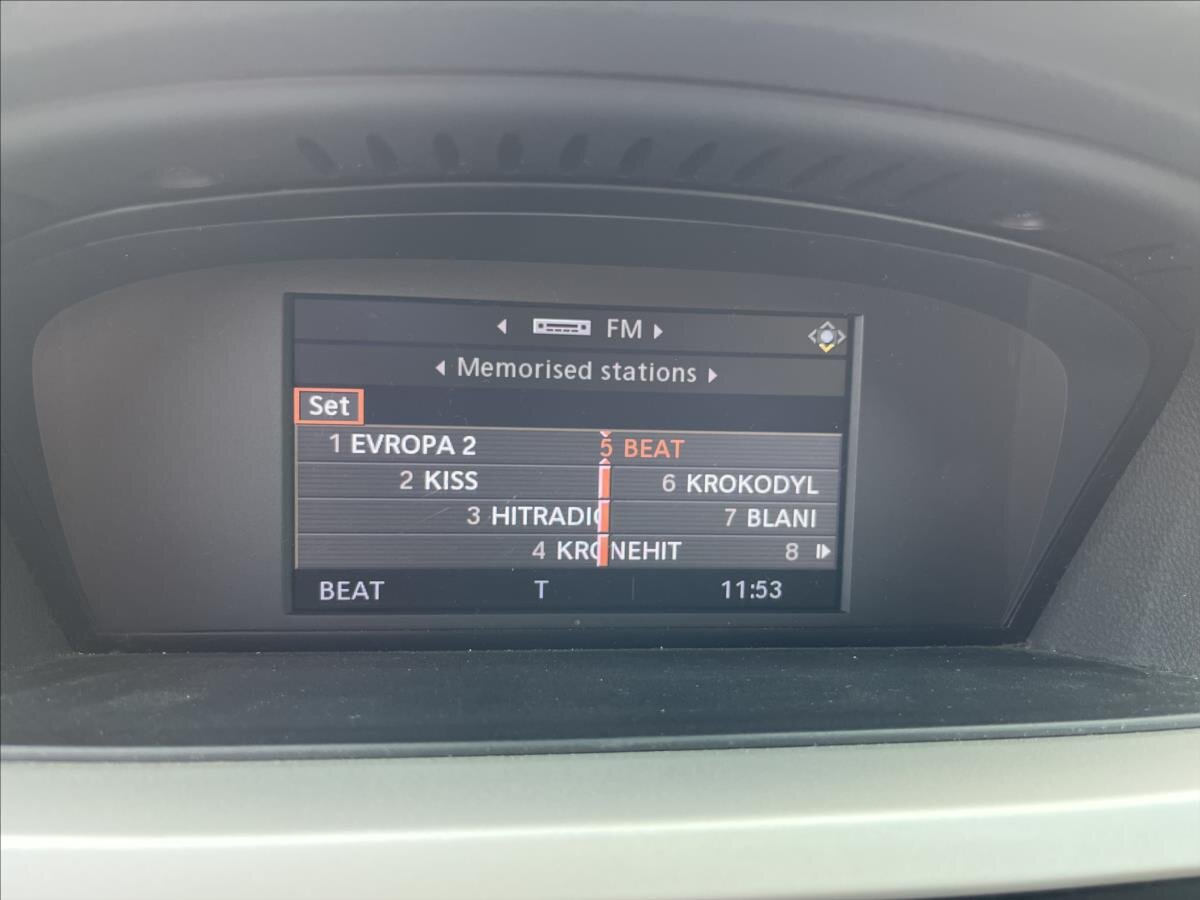 FM
Memorised stations
Set
1 EVROPA 2 5 BEAT
2 KISS 6 KROKODYL
3 HITRADIO 7 BLANI
4 KRONEHIT 8
BEAT T 11:53